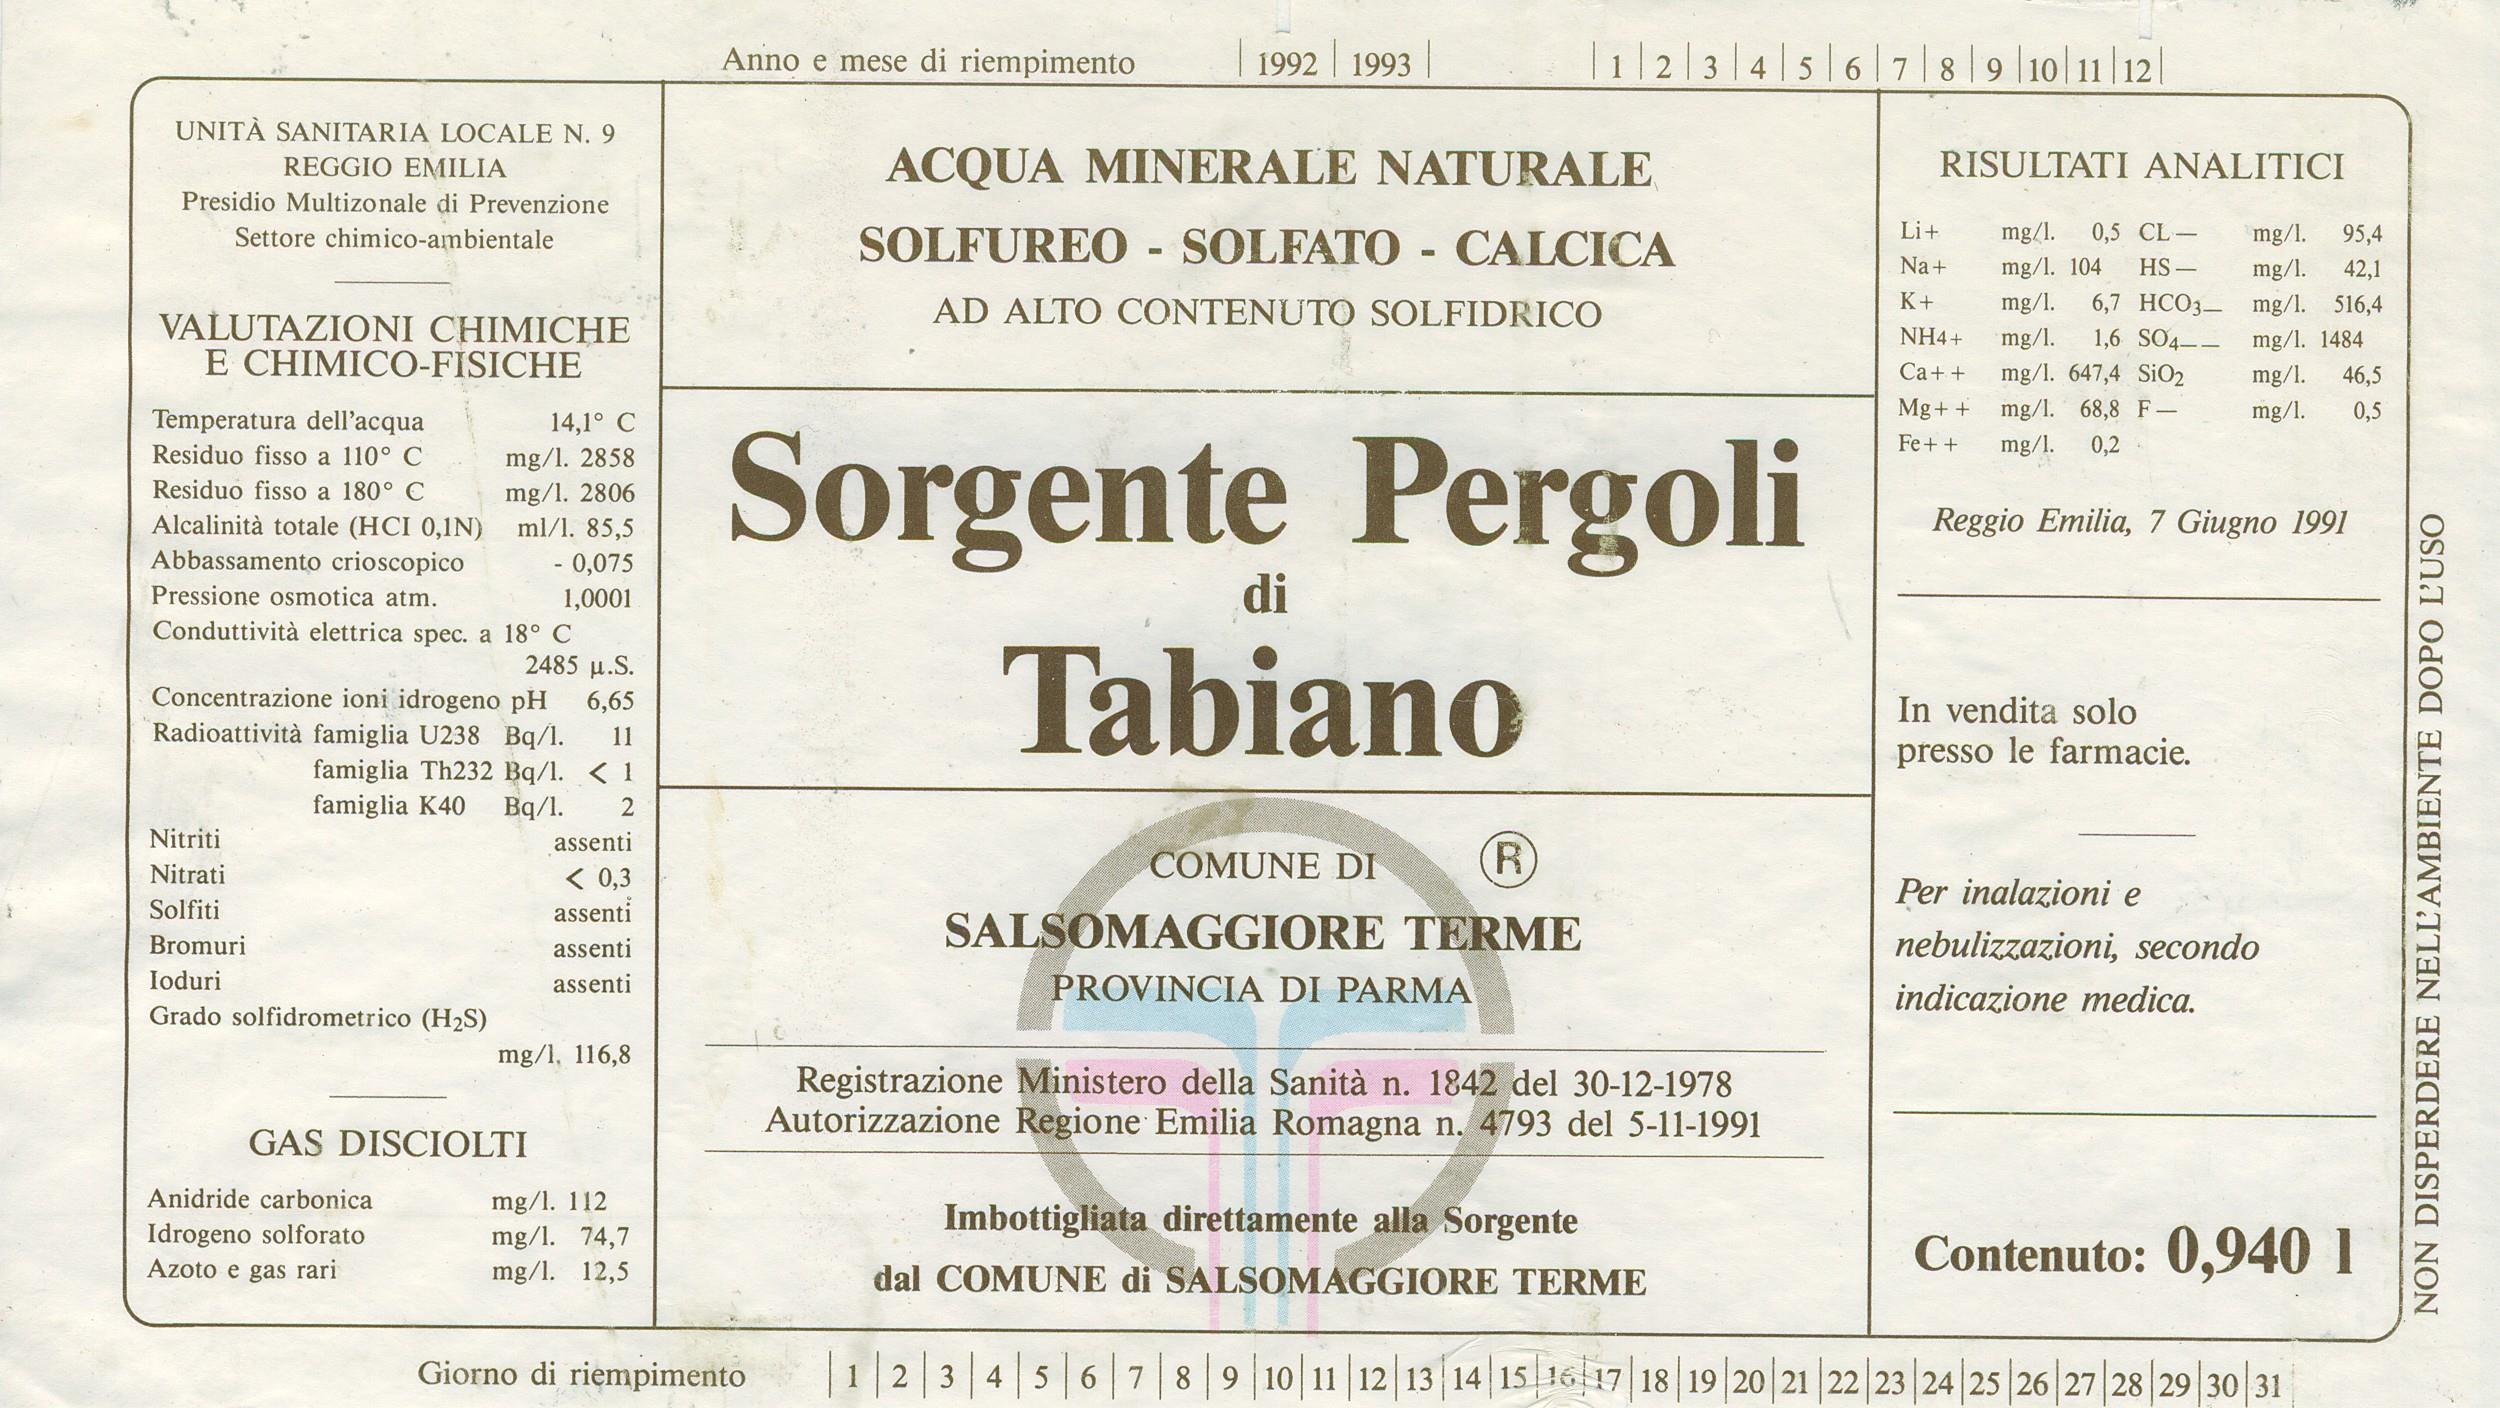 Anno e mese di riempimento | 1992 | 1993 | | 1 | 2 | 3 | 4 | 5 | 6 | 7 | 8 | 9 |10|11|12|
UNITÀ SANITARIA LOCALE N. 9
REGGIO EMILIA
Presidio Multizonale di Prevenzione
Settore chimico-ambientale
VALUTAZIONI CHIMICHE
E CHIMICO-FISICHE
Temperatura dell'acqua 14,1° C
Residuo fisso a 110° C mg/l. 2858
Residuo fisso a 180° C mg/l. 2806
Alcalinità totale (HCI 0,1N) ml/l. 85,5
Abbassamento crioscopico - 0,075
Pressione osmotica atm. 1,0001
Conduttività elettrica spec. a 18° C
2485 µ.S.
Concentrazione ioni idrogeno pH 6,65
Radioattività famiglia U238 Bq/l. 11
famiglia Th232 Bq/l. < 1
famiglia K40 Bq/l. 2
Nitriti assenti
Nitrati < 0,3
Solfiti assenti
Bromuri assenti
Ioduri assenti
Grado solfidrometrico (H2S)
mg/l. 116,8
GAS DISCIOLTI
Anidride carbonica mg/l. 112
Idrogeno solforato mg/l. 74,7
Azoto e gas rari mg/l. 12,5
ACQUA MINERALE NATURALE
SOLFUREO - SOLFATO - CALCICA
AD ALTO CONTENUTO SOLFIDRICO
Sorgente Pergoli
di
Tabiano
COMUNE DI ®
SALSOMAGGIORE TERME
PROVINCIA DI PARMA
Registrazione Ministero della Sanità n. 1842 del 30-12-1978
Autorizzazione Regione Emilia Romagna n. 4793 del 5-11-1991
Imbottigliata direttamente alla Sorgente
dal COMUNE di SALSOMAGGIORE TERME
RISULTATI ANALITICI
Li+ mg/l. 0,5 CL— mg/l. 95,4
Na+ mg/l. 104 HS— mg/l. 42,1
K+ mg/l. 6,7 HCO3— mg/l. 516,4
NH4+ mg/l. 1,6 SO4—— mg/l. 1484
Ca++ mg/l. 647,4 SiO2 mg/l. 46,5
Mg++ mg/l. 68,8 F— mg/l. 0,5
Fe++ mg/l. 0,2
Reggio Emilia, 7 Giugno 1991
In vendita solo
presso le farmacie.
Per inalazioni e
nebulizzazioni, secondo
indicazione medica.
Contenuto: 0,940 l
NON DISPERDERE NELL'AMBIENTE DOPO L'USO
Giorno di riempimento | 1 | 2 | 3 | 4 | 5 | 6 | 7 | 8 | 9 |10|11|12|13|14|15|16|17|18|19|20|21|22|23|24|25|26|27|28|29|30|31|